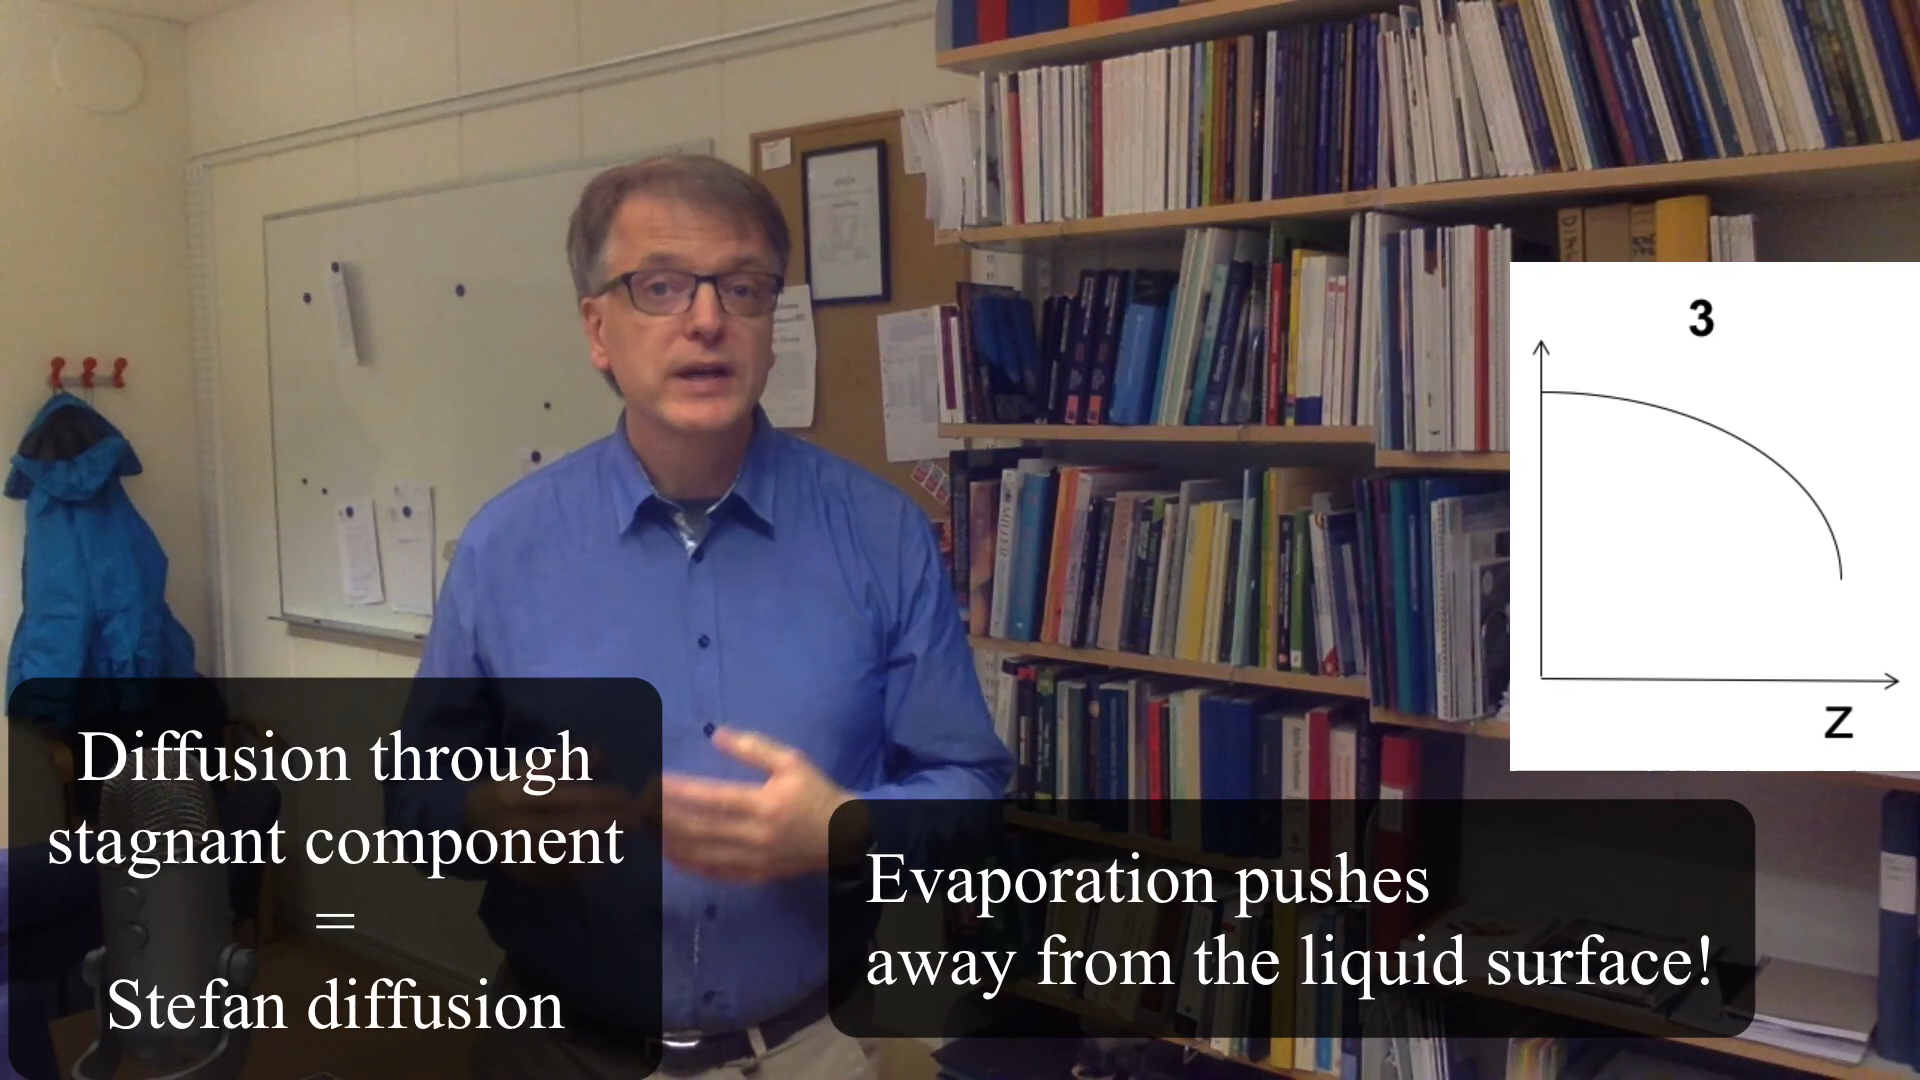 Diffusion through
stagnant component
=
Stefan diffusion
Evaporation pushes
away from the liquid surface!
3
Z